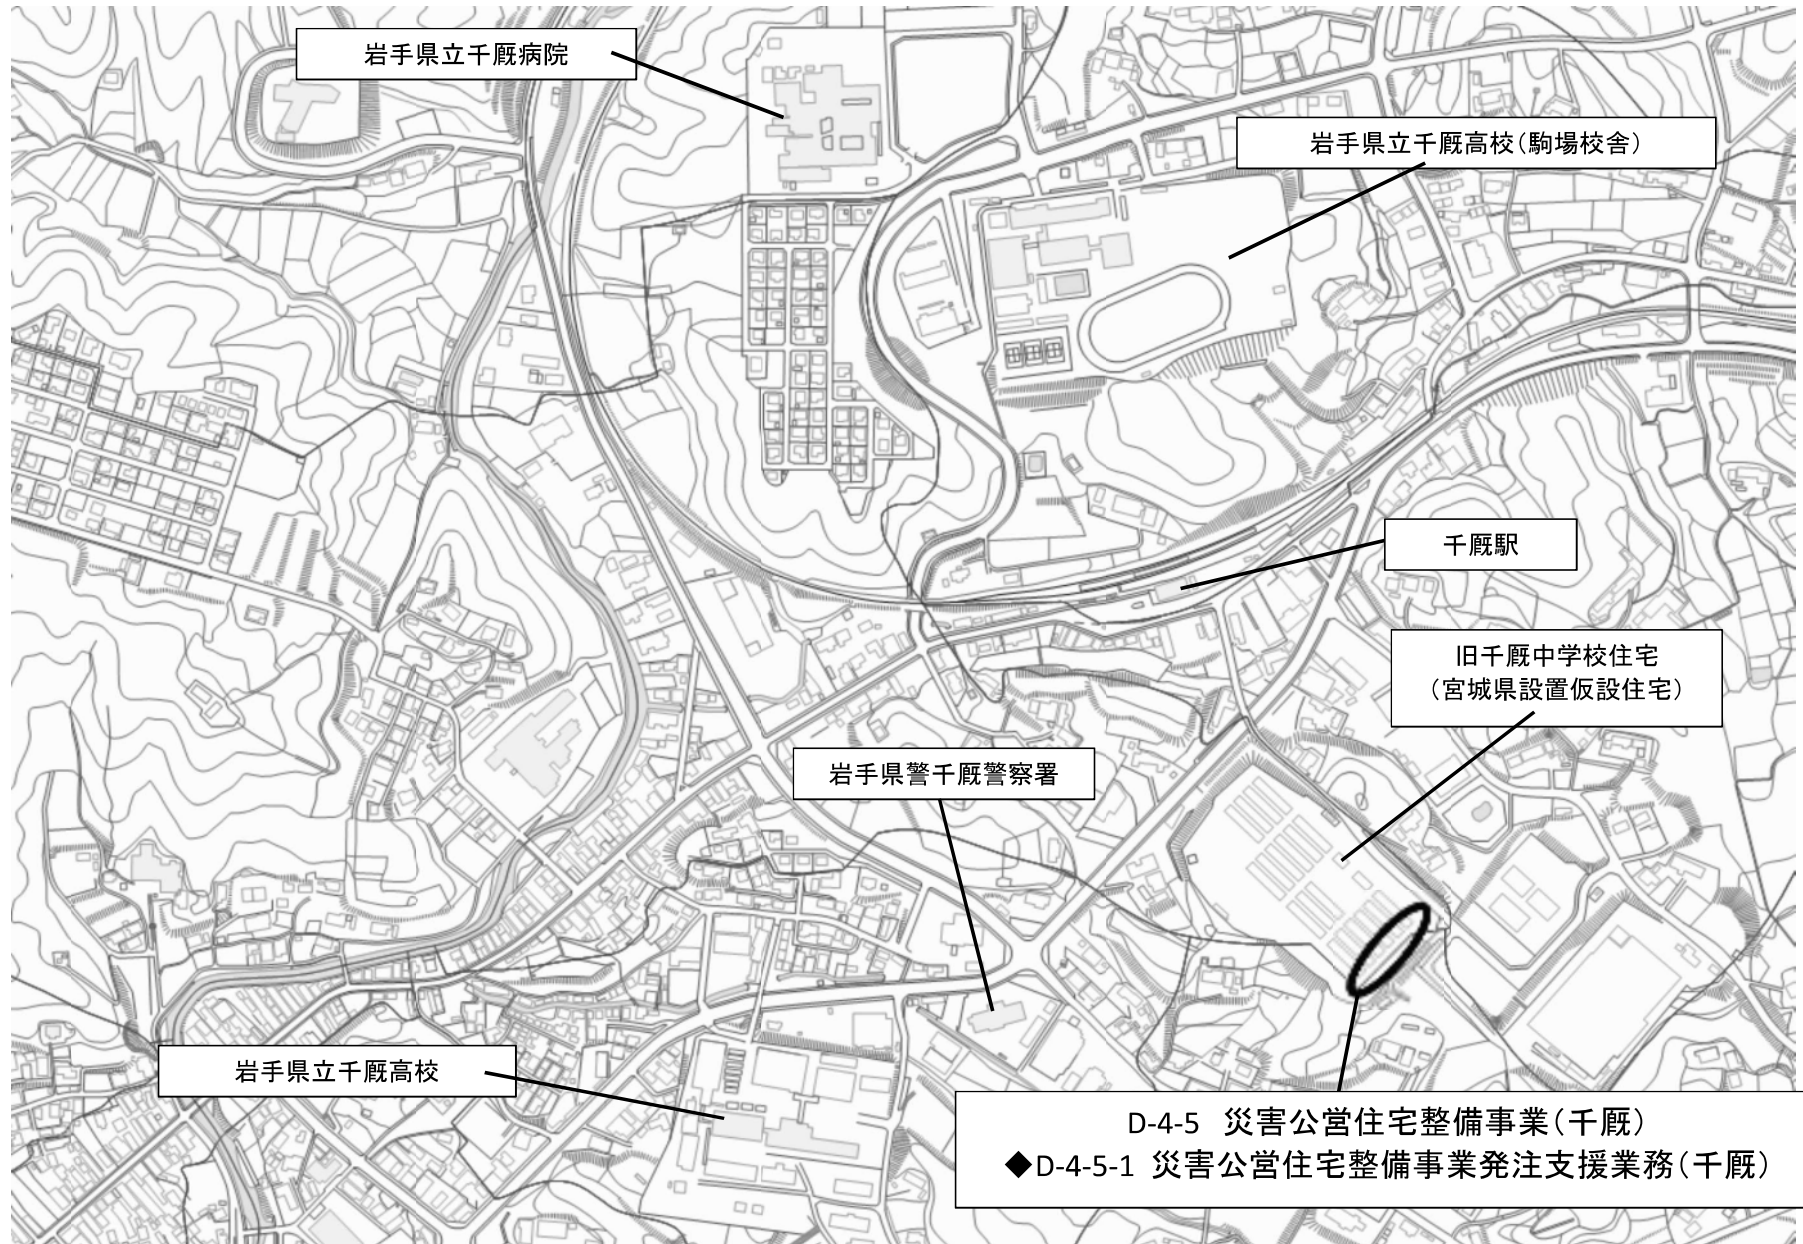 岩手県立千厩病院
岩手県立千厩高校（駒場校舎）
千厩駅
旧千厩中学校住宅
（宮城県設置仮設住宅）
岩手県警千厩警察署
岩手県立千厩高校
D-4-5 災害公営住宅整備事業（千厩）
◆D-4-5-1 災害公営住宅整備事業発注支援業務（千厩）